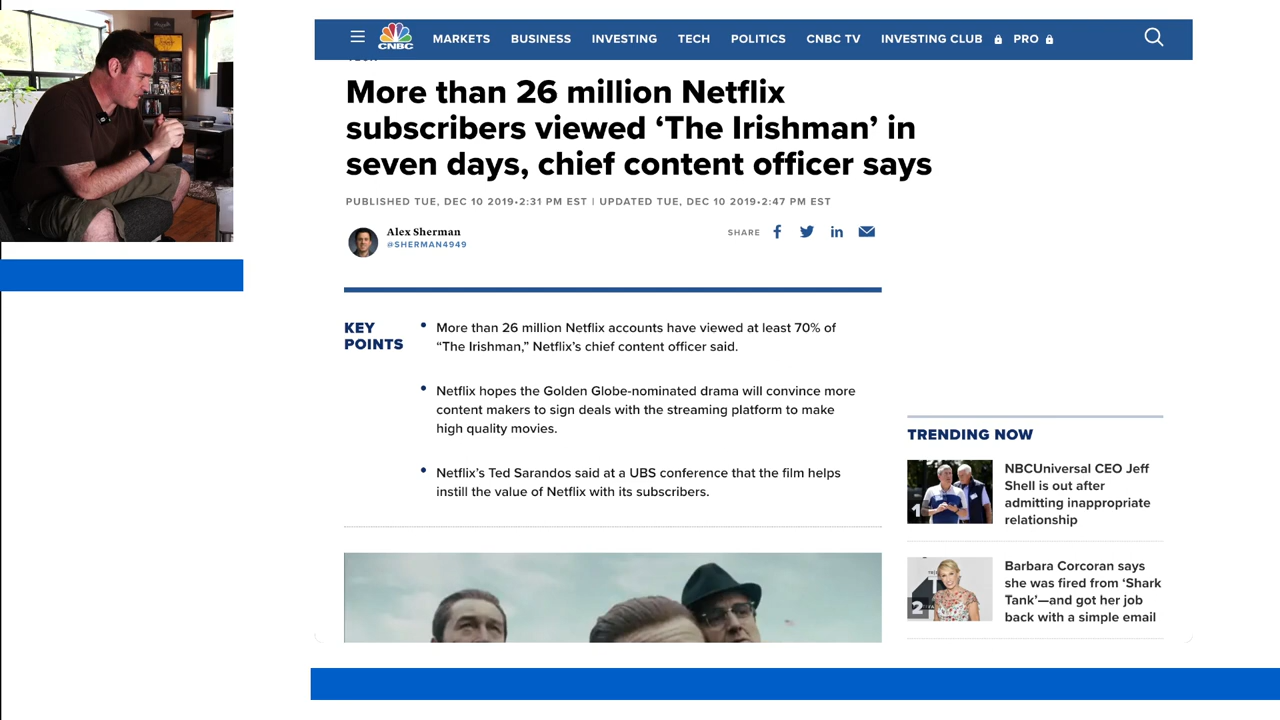 CNBC
MARKETS BUSINESS INVESTING TECH POLITICS CNBC TV INVESTING CLUB PRO
More than 26 million Netflix
subscribers viewed ‘The Irishman’ in
seven days, chief content officer says
PUBLISHED TUE, DEC 10 2019•2:31 PM EST | UPDATED TUE, DEC 10 2019•2:47 PM EST
Alex Sherman
@SHERMAN4949
SHARE
KEY
POINTS
More than 26 million Netflix accounts have viewed at least 70% of
“The Irishman,” Netflix’s chief content officer said.
Netflix hopes the Golden Globe-nominated drama will convince more
content makers to sign deals with the streaming platform to make
high quality movies.
Netflix’s Ted Sarandos said at a UBS conference that the film helps
instill the value of Netflix with its subscribers.
TRENDING NOW
1
NBCUniversal CEO Jeff
Shell is out after
admitting inappropriate
relationship
2
Barbara Corcoran says
she was fired from ‘Shark
Tank’—and got her job
back with a simple email